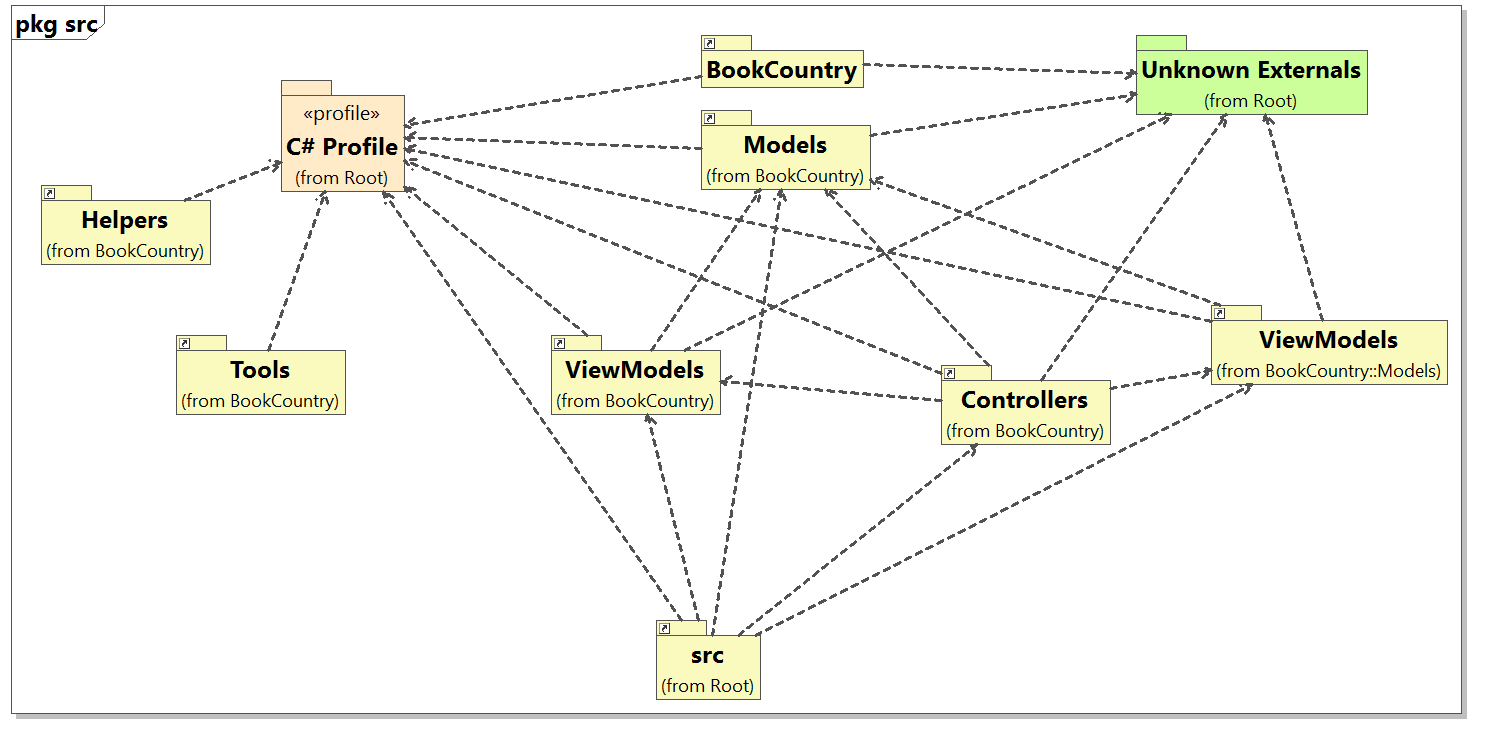 pkg src
BookCountry
Unknown Externals
(from Root)
«profile»
C# Profile
(from Root)
Models
(from BookCountry)
Helpers
(from BookCountry)
Tools
(from BookCountry)
ViewModels
(from BookCountry)
Controllers
(from BookCountry)
ViewModels
(from BookCountry::Models)
src
(from Root)